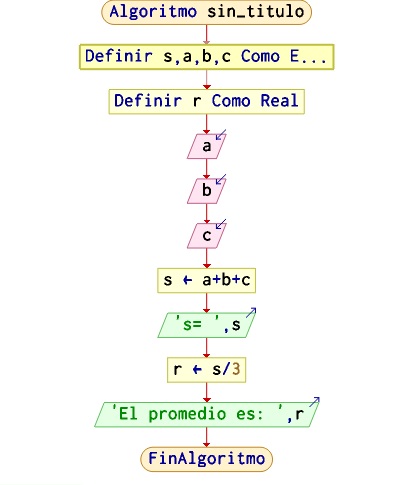 Algoritmo sin_titulo
Definir s,a,b,c Como E...
Definir r Como Real
a
b
c
s ← a+b+c
's= ',s
r ← s/3
'El promedio es: ',r
FinAlgoritmo